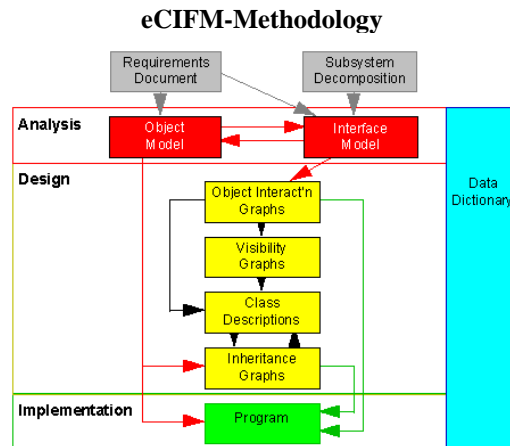 eCIFM-Methodology
Requirements
Document
Subsystem
Decomposition
Analysis
Object
Model
Interface
Model
Design
Data
Dictionary
Object Interact'n
Graphs
Visibility
Graphs
Class
Descriptions
Inheritance
Graphs
Implementation
Program